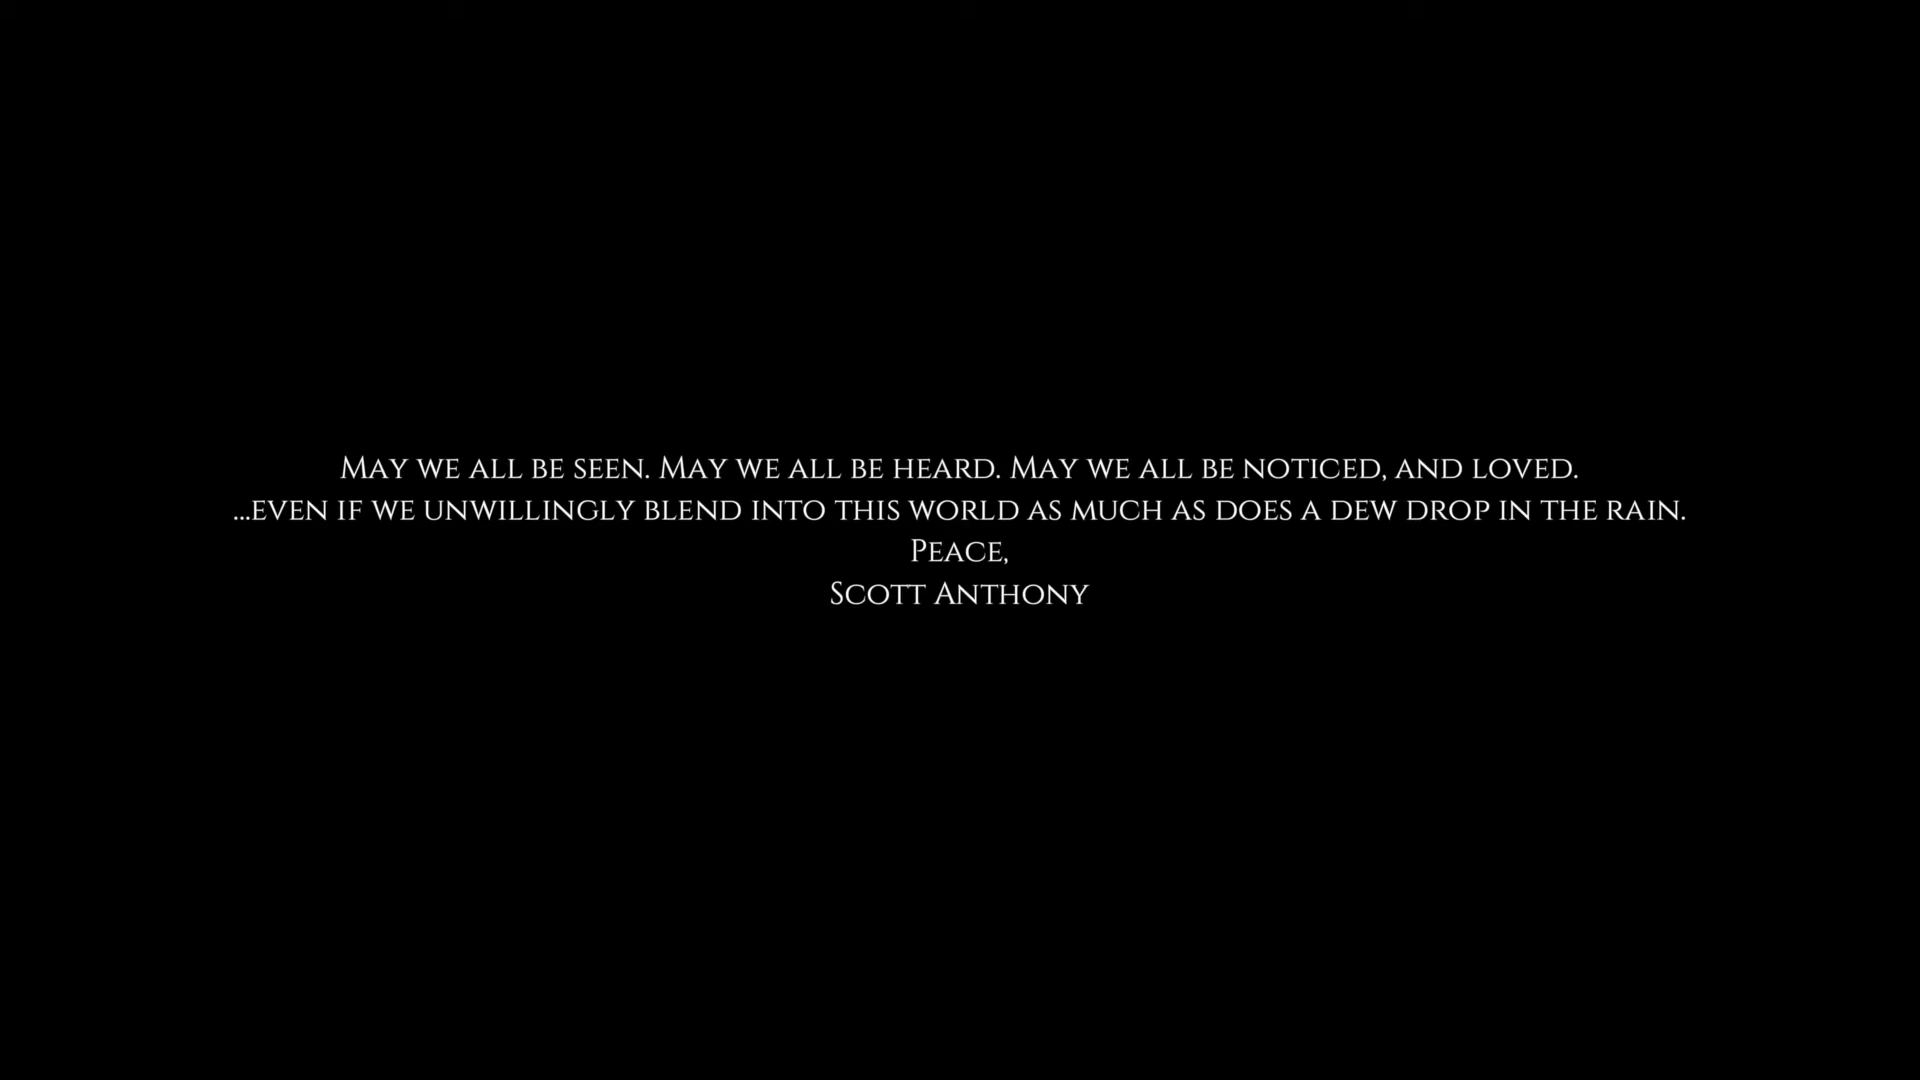 May we all be seen. May we all be heard. May we all be noticed, and loved.
...even if we unwillingly blend into this world as much as does a dew drop in the rain.
Peace,
Scott Anthony